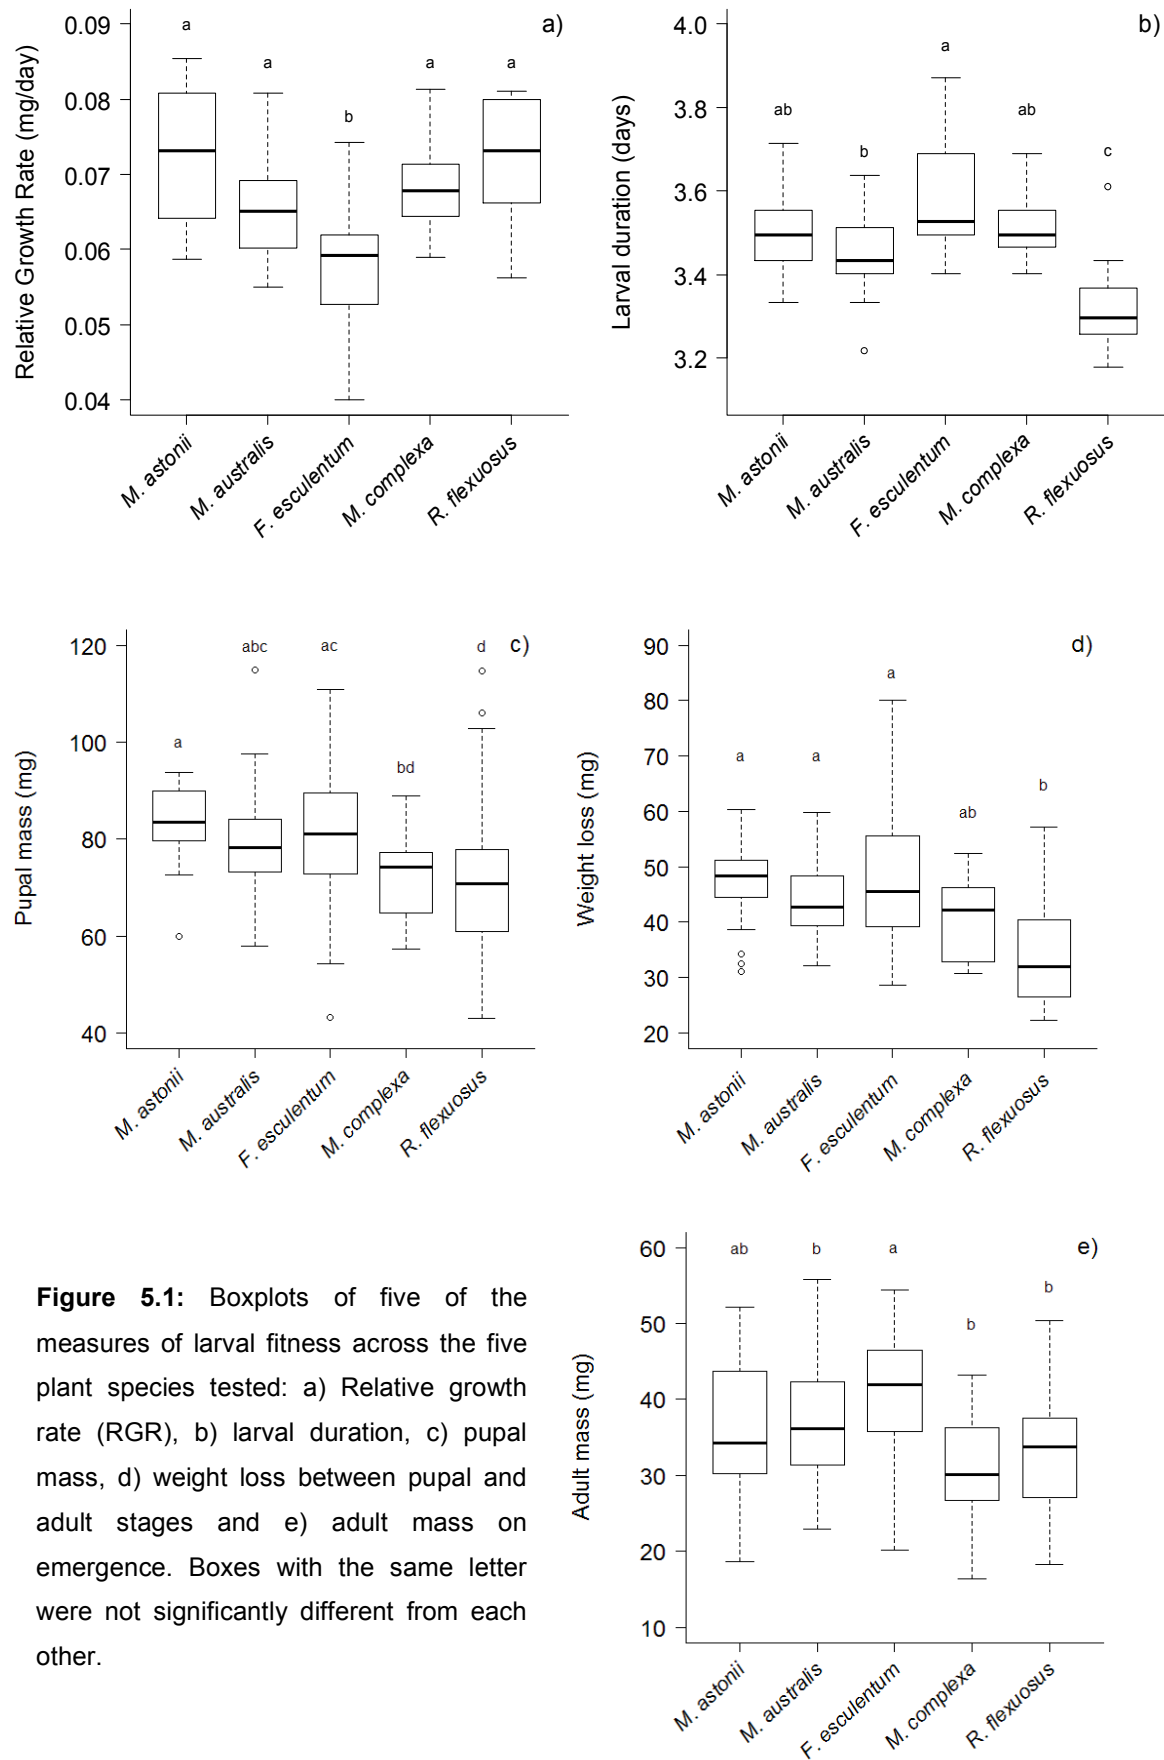 a)
Relative Growth Rate (mg/day)
0.09
0.08
0.07
0.06
0.05
0.04
a
a
b
a
a
M. astonii
M. australis
F. esculentum
M. complexa
R. flexuosus
b)
Larval duration (days)
4.0
3.8
3.6
3.4
3.2
ab
b
a
ab
c
M. astonii
M. australis
F. esculentum
M. complexa
R. flexuosus
c)
Pupal mass (mg)
120
100
80
60
40
a
abc
ac
bd
d
M. astonii
M. australis
F. esculentum
M. complexa
R. flexuosus
d)
Weight loss (mg)
90
80
70
60
50
40
30
20
a
a
a
ab
b
M. astonii
M. australis
F. esculentum
M. complexa
R. flexuosus
Figure 5.1: Boxplots of five of the
measures of larval fitness across the five
plant species tested: a) Relative growth
rate (RGR), b) larval duration, c) pupal
mass, d) weight loss between pupal and
adult stages and e) adult mass on
emergence. Boxes with the same letter
were not significantly different from each
other.
e)
Adult mass (mg)
60
50
40
30
20
10
ab
b
a
b
b
M. astonii
M. australis
F. esculentum
M. complexa
R. flexuosus